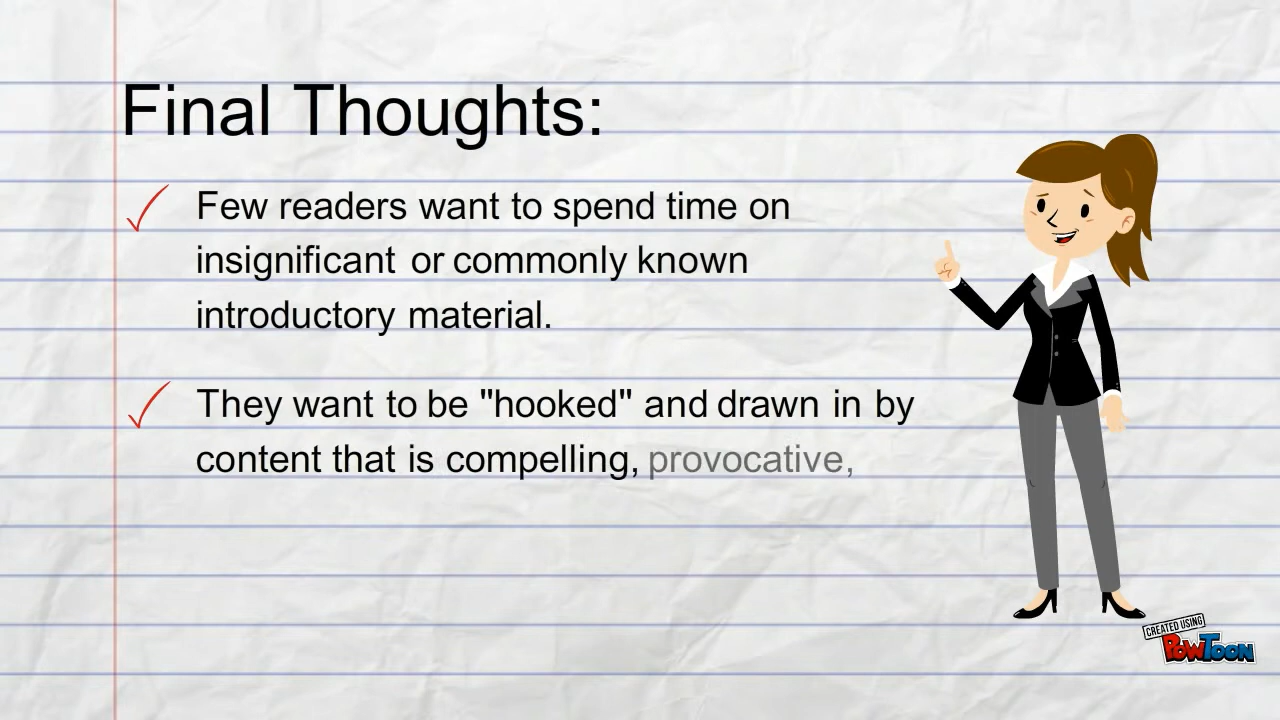 Final Thoughts:
Few readers want to spend time on
insignificant or commonly known
introductory material.
They want to be "hooked" and drawn in by
content that is compelling, provocative,
CREATED USING
POWTOON